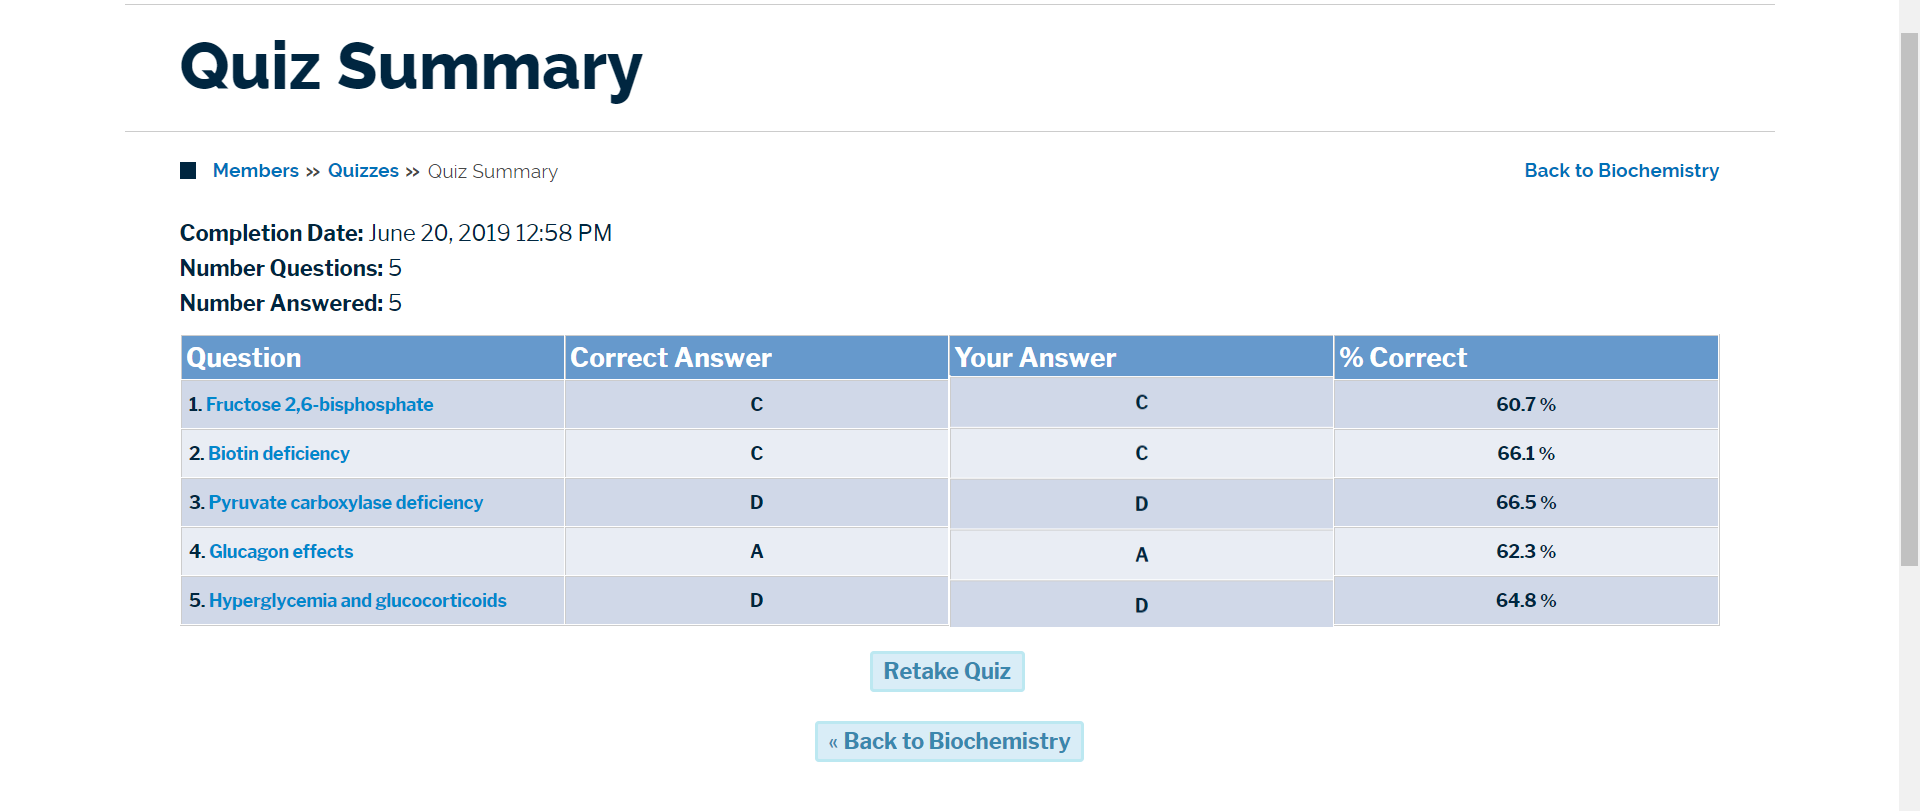 Quiz Summary
Members » Quizzes » Quiz Summary
Back to Biochemistry
Completion Date: June 20, 2019 12:58 PM
Number Questions: 5
Number Answered: 5
Question Correct Answer Your Answer % Correct
1. Fructose 2,6-bisphosphate C C 60.7 %
2. Biotin deficiency C C 66.1 %
3. Pyruvate carboxylase deficiency D D 66.5 %
4. Glucagon effects A A 62.3 %
5. Hyperglycemia and glucocorticoids D D 64.8 %
Retake Quiz
« Back to Biochemistry